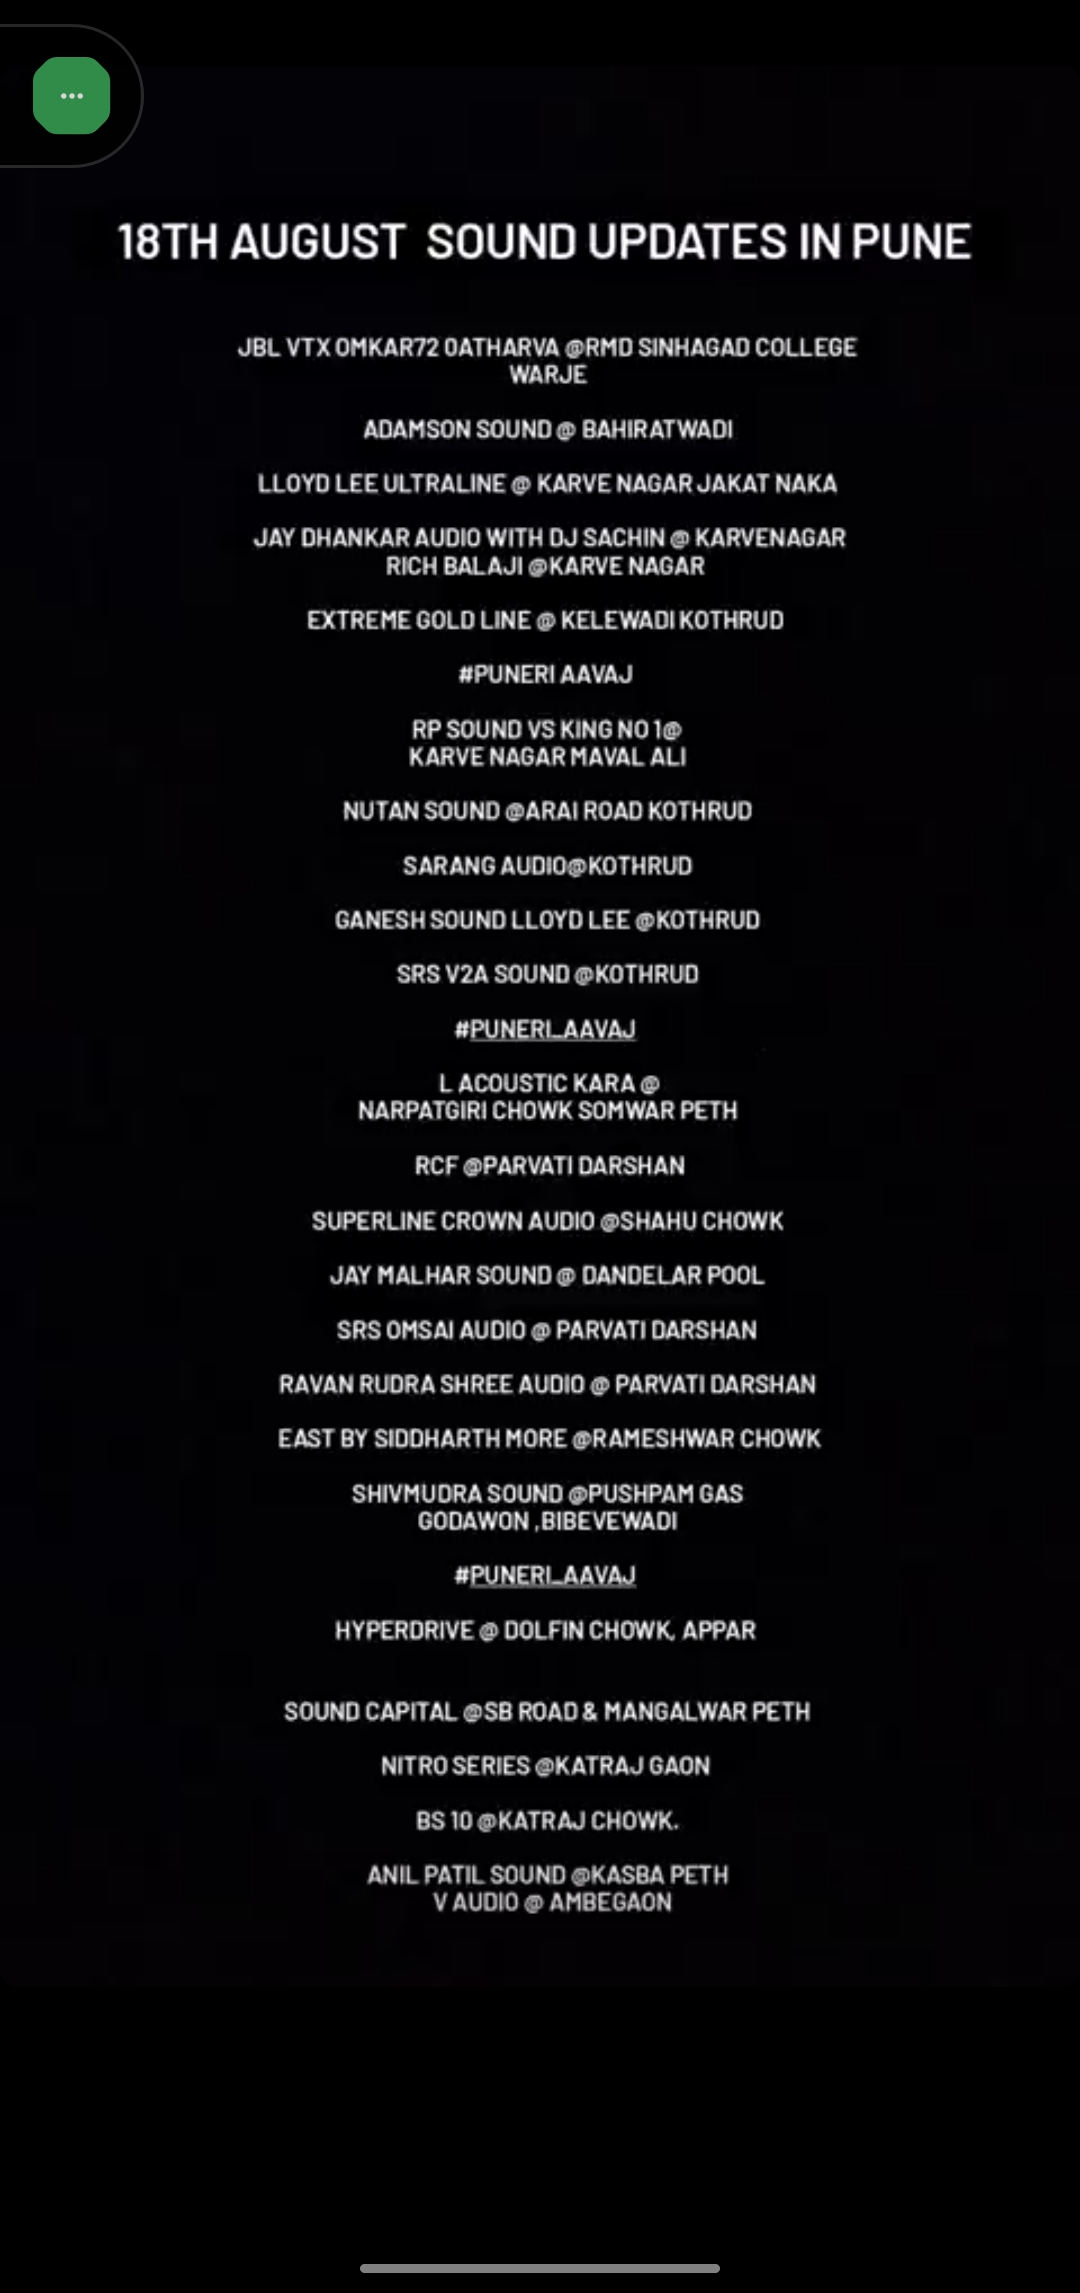 18TH AUGUST SOUND UPDATES IN PUNE
JBL VTX OMKAR72 OATHARVA @RMD SINHAGAD COLLEGE
WARJE
ADAMSON SOUND @ BAHIRATWADI
LLOYD LEE ULTRALINE @ KARVE NAGAR JAKAT NAKA
JAY DHANKAR AUDIO WITH DJ SACHIN @ KARVENAGAR
RICH BALAJI @KARVE NAGAR
EXTREME GOLD LINE @ KELEWADI KOTHRUD
#PUNERI AAVAJ
RP SOUND VS KING NO 1@
KARVE NAGAR MAVAL ALI
NUTAN SOUND @ARAI ROAD KOTHRUD
SARANG AUDIO@KOTHRUD
GANESH SOUND LLOYD LEE @KOTHRUD
SRS V2A SOUND @KOTHRUD
#PUNERI_AAVAJ
L ACOUSTIC KARA @
NARPATGIRI CHOWK SOMWAR PETH
RCF @PARVATI DARSHAN
SUPERLINE CROWN AUDIO @SHAHU CHOWK
JAY MALHAR SOUND @ DANDELAR POOL
SRS OMSAI AUDIO @ PARVATI DARSHAN
RAVAN RUDRA SHREE AUDIO @ PARVATI DARSHAN
EAST BY SIDDHARTH MORE @RAMESHWAR CHOWK
SHIVMUDRA SOUND @PUSHPAM GAS
GODAWON ,BIBEVEWADI
#PUNERI_AAVAJ
HYPERDRIVE @ DOLFIN CHOWK, APPAR
SOUND CAPITAL @SB ROAD & MANGALWAR PETH
NITRO SERIES @KATRAJ GAON
BS 10 @KATRAJ CHOWK.
ANIL PATIL SOUND @KASBA PETH
V AUDIO @ AMBEGAON